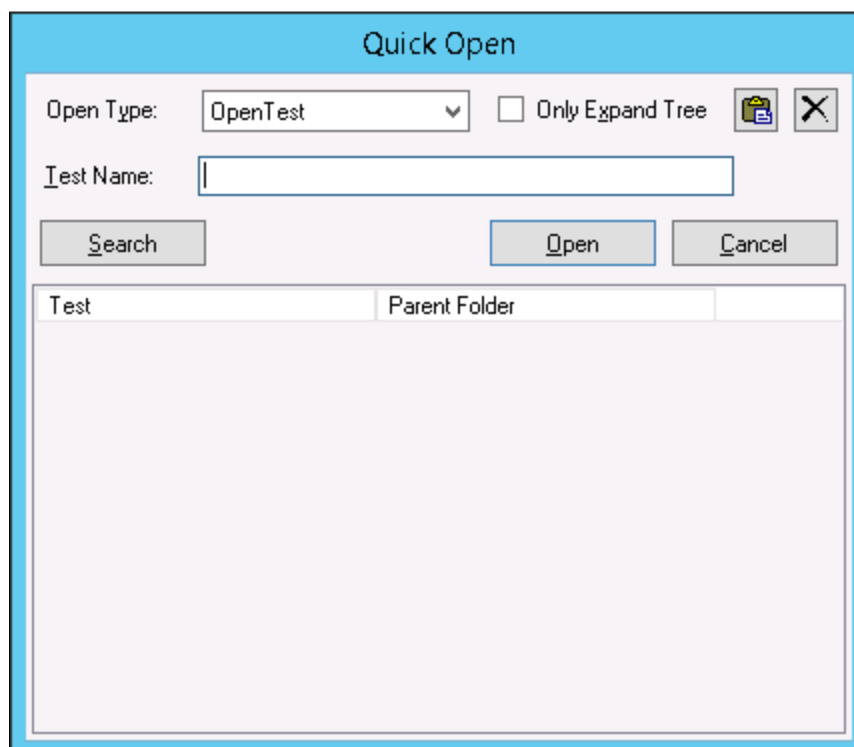 Quick Open
Open Type: OpenTest Only Expand Tree
Test Name:
Search Open Cancel
Test Parent Folder